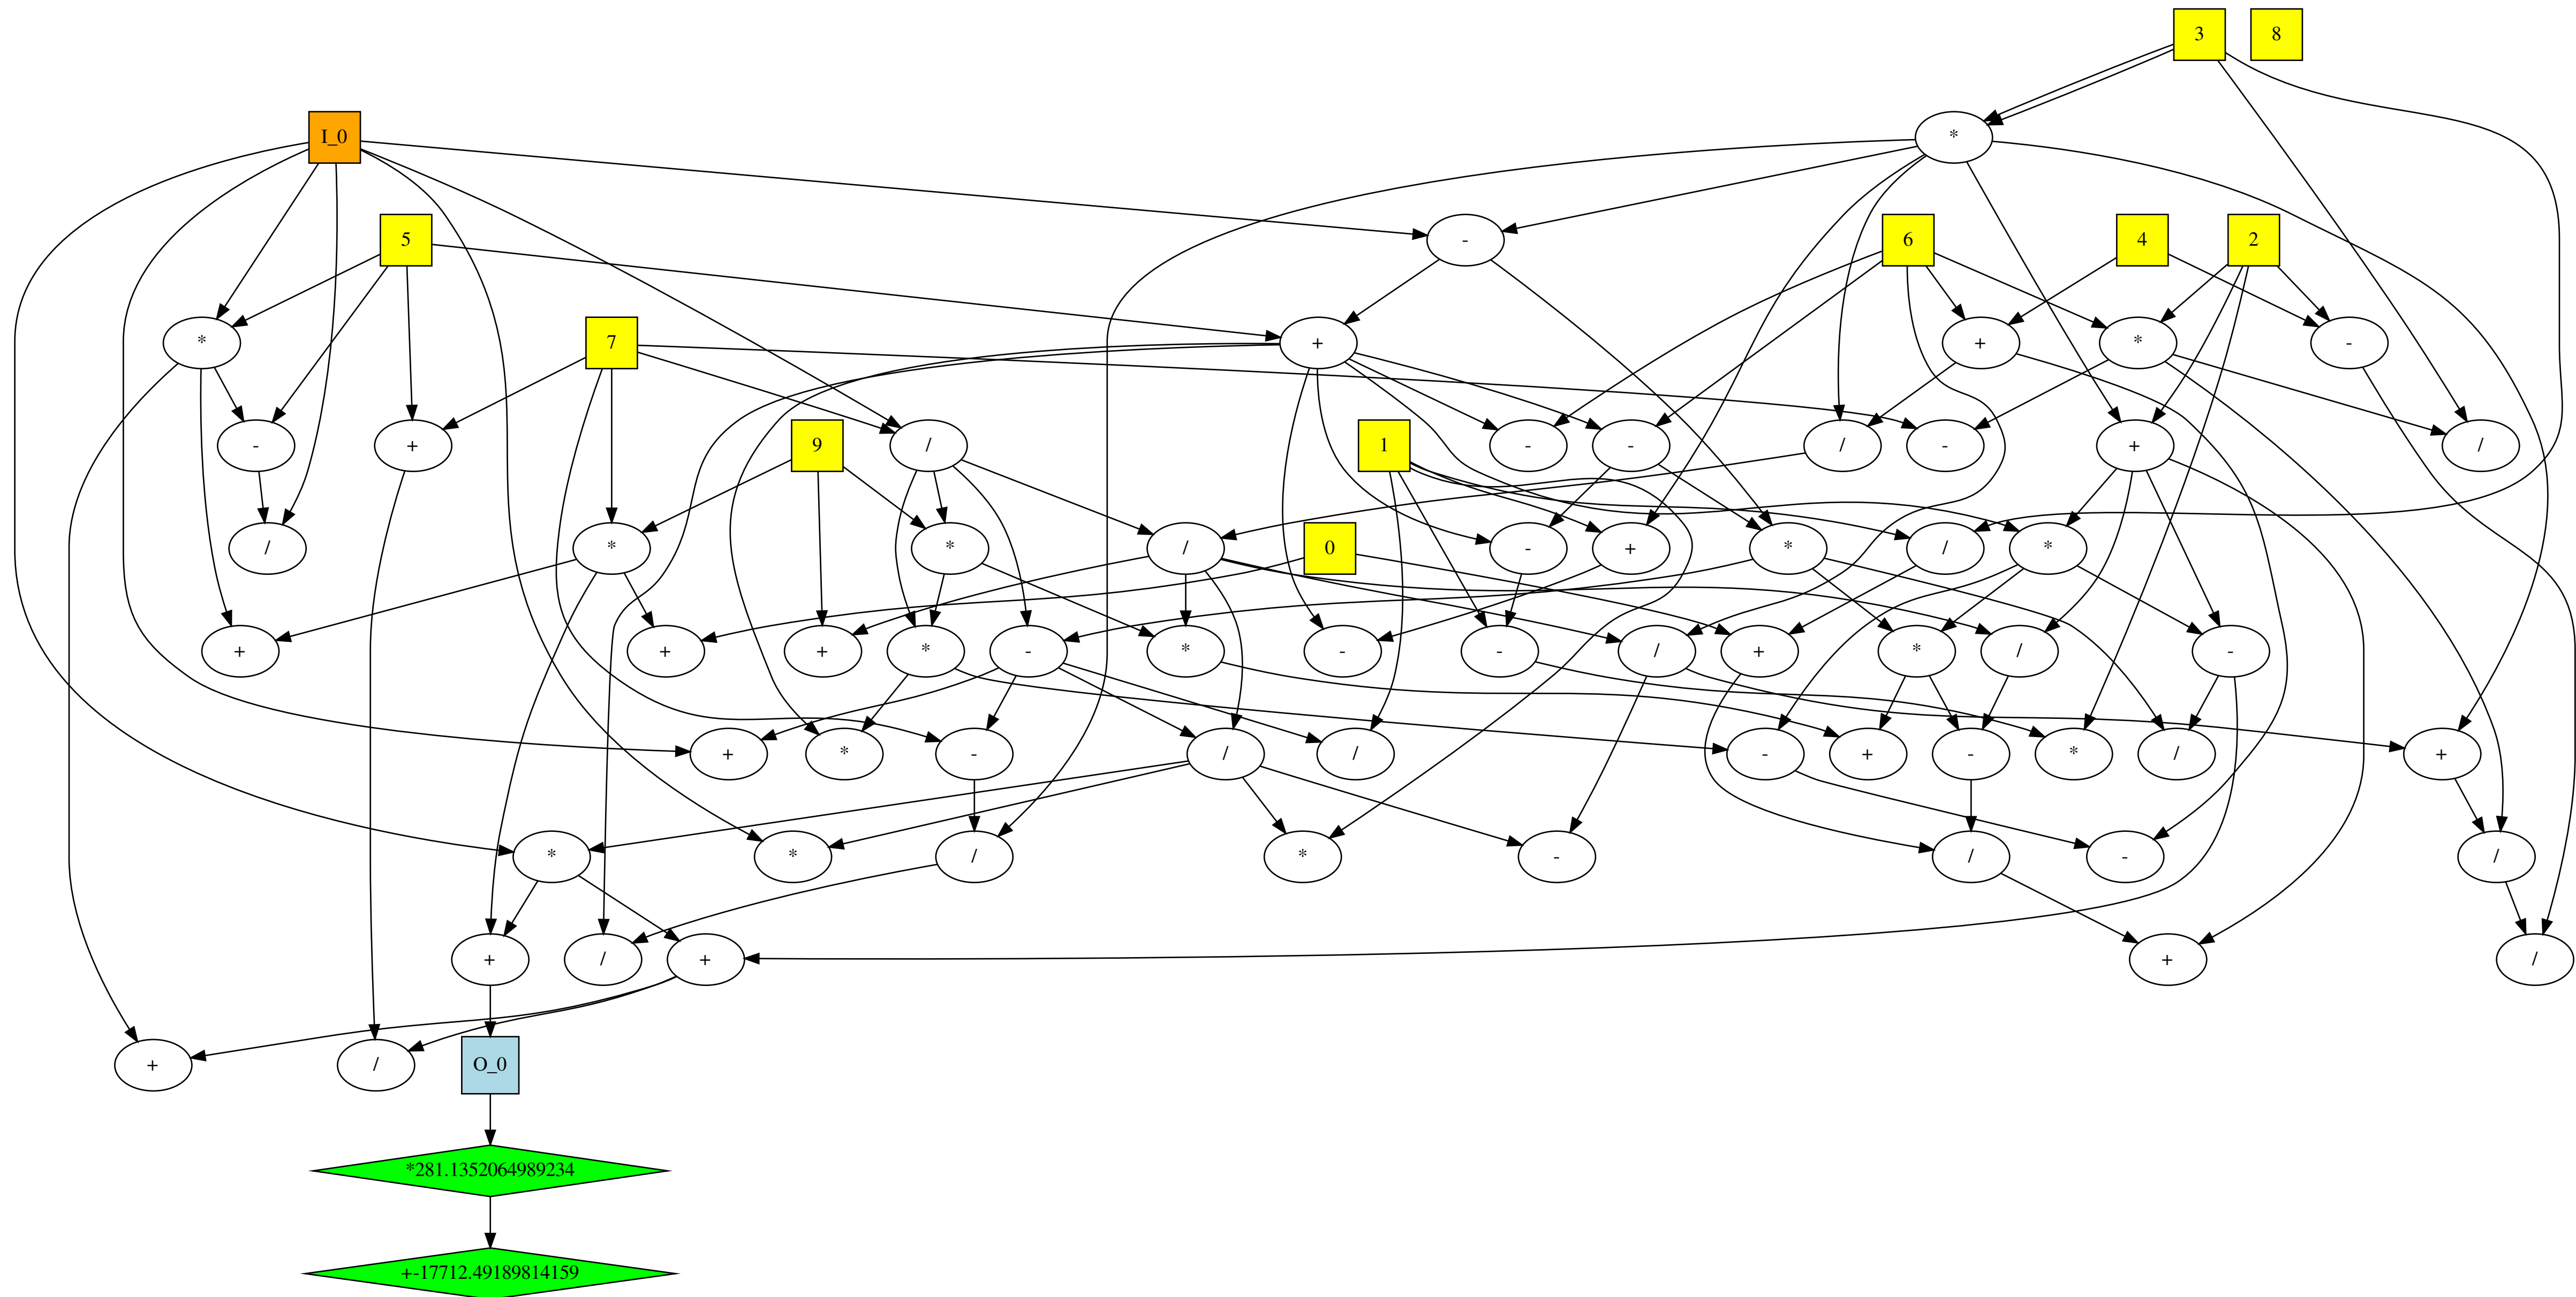 3 8
I_0 *
5 - 6 4 2
* 7 + + * -
- + 9 / 1 - - / - + /
/ * * / 0 - + * / *
+ + + * - * - - / + * / -
+ * - / / - + - * / +
* * / * - / - /
+ / + + /
+ / O_0
*281.1352064989234
+-17712.49189814159